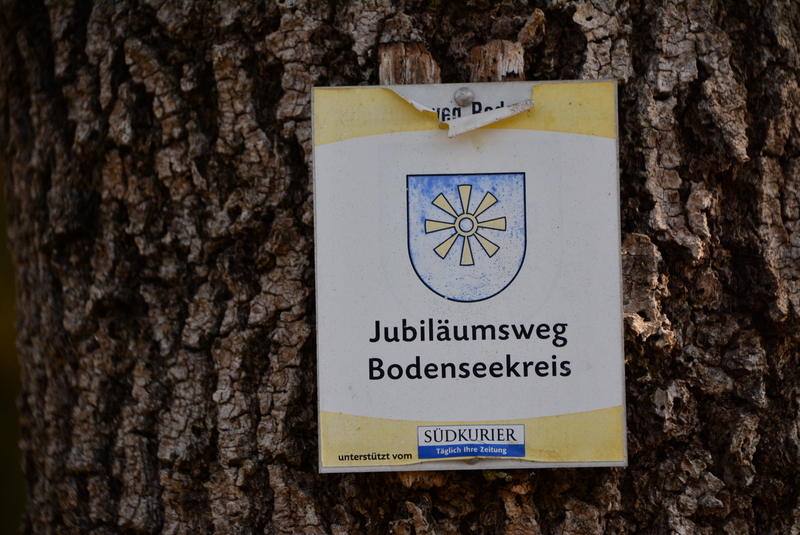 Jubiläumsweg
Bodenseekreis
unterstützt vom
SÜDKURIER
Täglich Ihre Zeitung